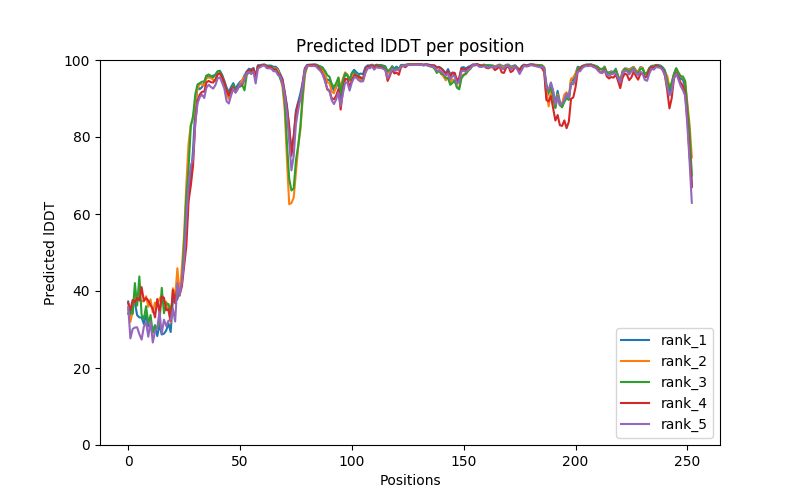 Predicted lDDT per position
Predicted lDDT
100
80
60
40
20
0
0 50 100 150 200 250
Positions
rank_1
rank_2
rank_3
rank_4
rank_5